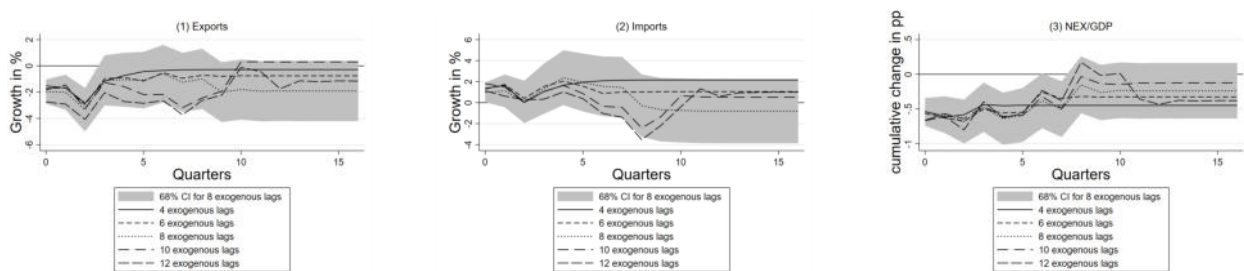 (1) Exports
Growth in %
2
0
-2
-4
-6
0
5
10
15
Quarters
68% CI for 8 exogenous lags
4 exogenous lags
6 exogenous lags
8 exogenous lags
10 exogenous lags
12 exogenous lags
(2) Imports
Growth in %
6
4
2
0
-2
-4
0
5
10
15
Quarters
68% CI for 8 exogenous lags
4 exogenous lags
6 exogenous lags
8 exogenous lags
10 exogenous lags
12 exogenous lags
(3) NEX/GDP
cumulative change in pp
.5
0
-.5
-1
0
5
10
15
Quarters
68% CI for 8 exogenous lags
4 exogenous lags
6 exogenous lags
8 exogenous lags
10 exogenous lags
12 exogenous lags